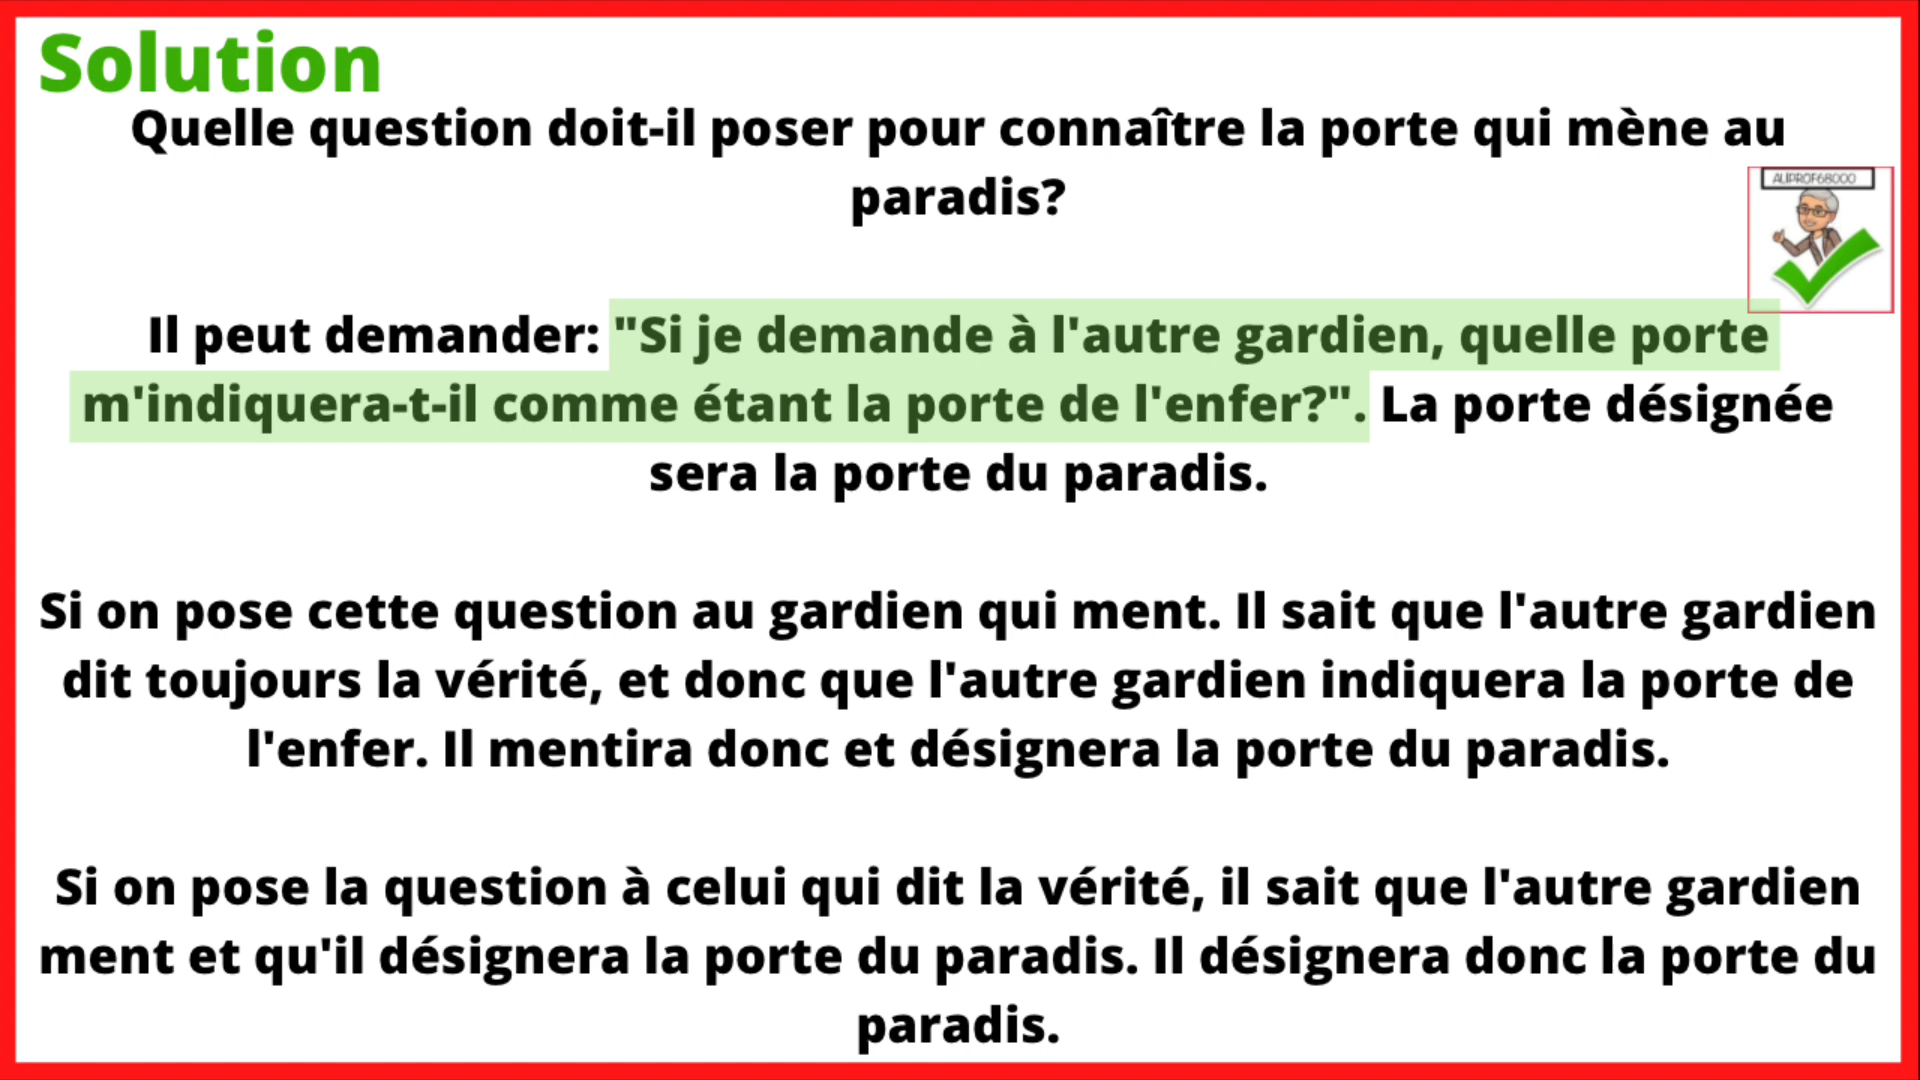 Solution
Quelle question doit-il poser pour connaître la porte qui mène au
paradis?
ALIPROF68000
Il peut demander: "Si je demande à l'autre gardien, quelle porte
m'indiquera-t-il comme étant la porte de l'enfer?". La porte désignée
sera la porte du paradis.
Si on pose cette question au gardien qui ment. Il sait que l'autre gardien
dit toujours la vérité, et donc que l'autre gardien indiquera la porte de
l'enfer. Il mentira donc et désignera la porte du paradis.
Si on pose la question à celui qui dit la vérité, il sait que l'autre gardien
ment et qu'il désignera la porte du paradis. Il désignera donc la porte du
paradis.